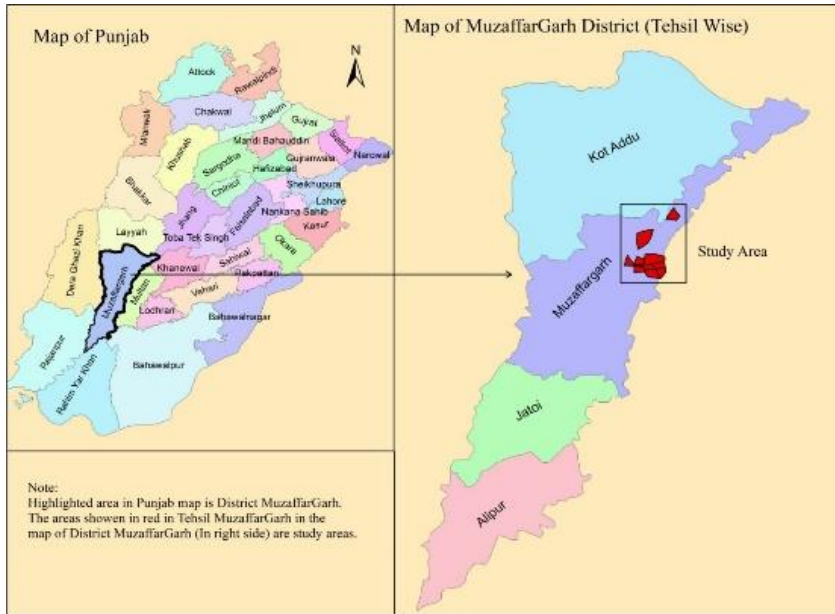 Map of Punjab
N
Attock
Rawalpindi
Chakwal
Jhelum
Gujrat
Mianwali
Mandi Bahauddin
Sialkot
Narowal
Khushab
Sargodha
Gujranwala
Hafizabad
Bhakkar
Chiniot
Sheikhupura
Lahore
Nankana Sahib
Jhang
Faisalabad
Kasur
Layyah
Toba Tek Singh
Okara
Dera Ghazi Khan
Sahiwal
Khanewal
Pakpattan
Muzaffargarh
Multan
Vehari
Lodhran
Bahawalnagar
Rajanpur
Bahawalpur
Rahim Yar Khan
Note:
Highlighted area in Punjab map is District MuzaffarGarh.
The areas showen in red in Tehsil MuzaffarGarh in the
map of District MuzaffarGarh (In right side) are study areas.
Map of MuzaffarGarh District (Tehsil Wise)
Kot Addu
Study Area
Muzaffargarh
Jatoi
Alipur